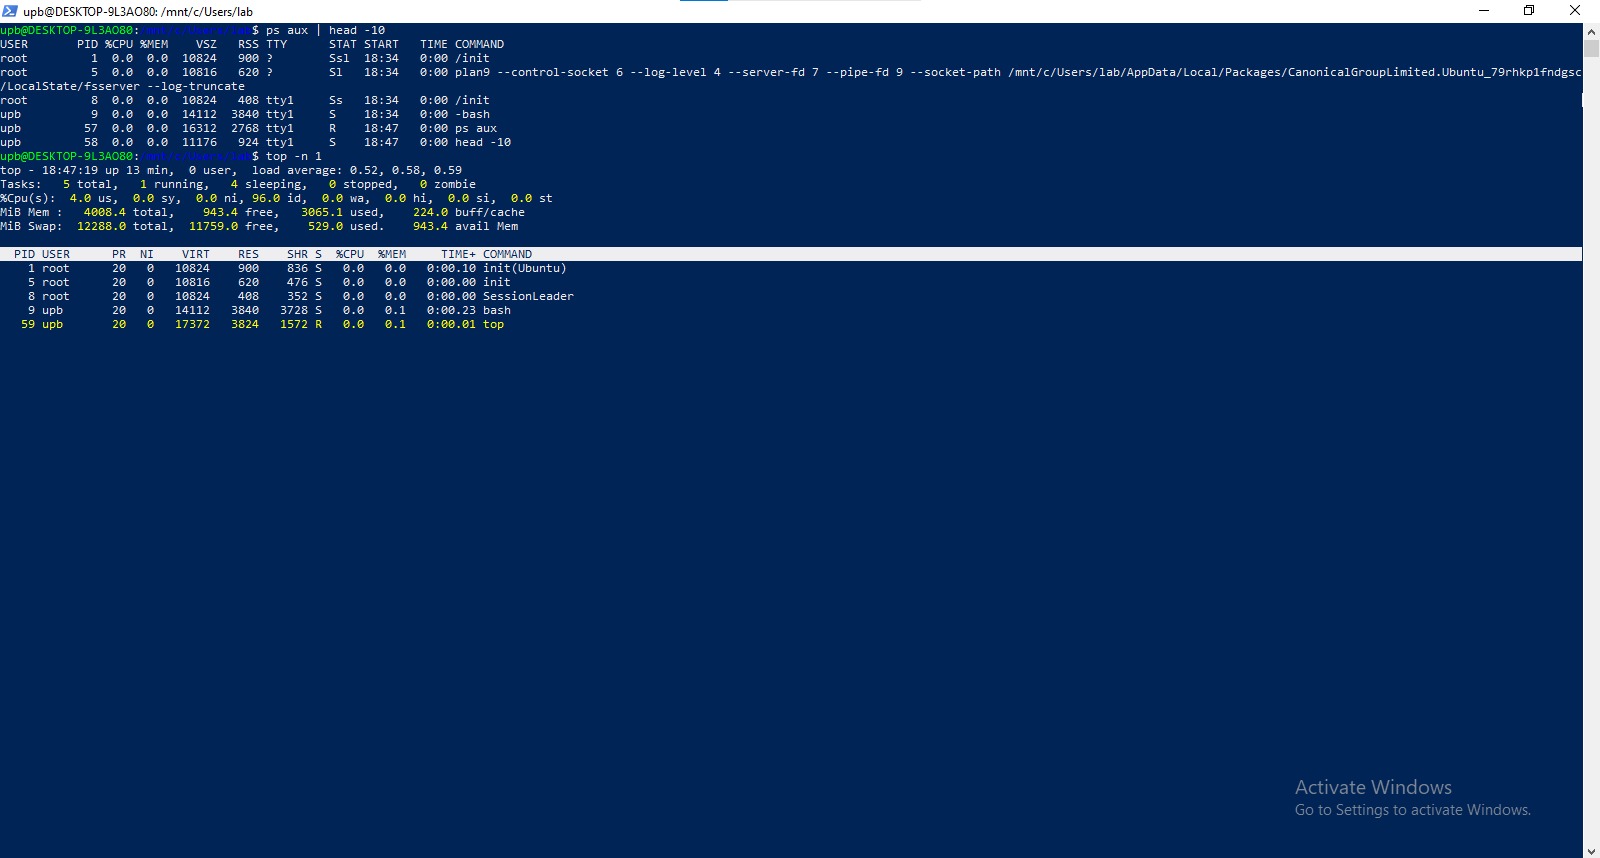 upb@DESKTOP-9L3AO80: /mnt/c/Users/lab
upb@DESKTOP-9L3AO80:/mnt/c/Users/lab$ ps aux | head -10
USER       PID %CPU %MEM    VSZ   RSS TTY      STAT START   TIME COMMAND
root         1  0.0  0.0  10824   900 ?        Ssl  18:34   0:00 /init
root         5  0.0  0.0  10816   620 ?        Sl   18:34   0:00 plan9 --control-socket 6 --log-level 4 --server-fd 7 --pipe-fd 9 --socket-path /mnt/c/Users/lab/AppData/Local/Packages/CanonicalGroupLimited.Ubuntu_79rhkp1fndgsc
/LocalState/fsserver --log-truncate
root         8  0.0  0.0  10824   408 tty1     Ss   18:34   0:00 /init
upb          9  0.0  0.0  14112  3840 tty1     S    18:34   0:00 -bash
upb         57  0.0  0.0  16312  2768 tty1     R    18:47   0:00 ps aux
upb         58  0.0  0.0  11176   924 tty1     S    18:47   0:00 head -10
upb@DESKTOP-9L3AO80:/mnt/c/Users/lab$ top -n 1
top - 18:47:19 up 13 min,  0 user,  load average: 0.52, 0.58, 0.59
Tasks:   5 total,   1 running,   4 sleeping,   0 stopped,   0 zombie
%Cpu(s):  4.0 us,  0.0 sy,  0.0 ni, 96.0 id,  0.0 wa,  0.0 hi,  0.0 si,  0.0 st
MiB Mem :   4008.4 total,    943.4 free,   3065.1 used,    224.0 buff/cache
MiB Swap:  12288.0 total,  11759.0 free,    529.0 used.    943.4 avail Mem
PID USER      PR  NI    VIRT    RES    SHR S  %CPU  %MEM     TIME+ COMMAND
1 root      20   0   10824    900    836 S   0.0   0.0   0:00.10 init(Ubuntu)
5 root      20   0   10816    620    476 S   0.0   0.0   0:00.00 init
8 root      20   0   10824    408    352 S   0.0   0.0   0:00.00 SessionLeader
9 upb       20   0   14112   3840   3728 S   0.0   0.1   0:00.23 bash
59 upb       20   0   17372   3824   1572 R   0.0   0.1   0:00.01 top
Activate Windows
Go to Settings to activate Windows.